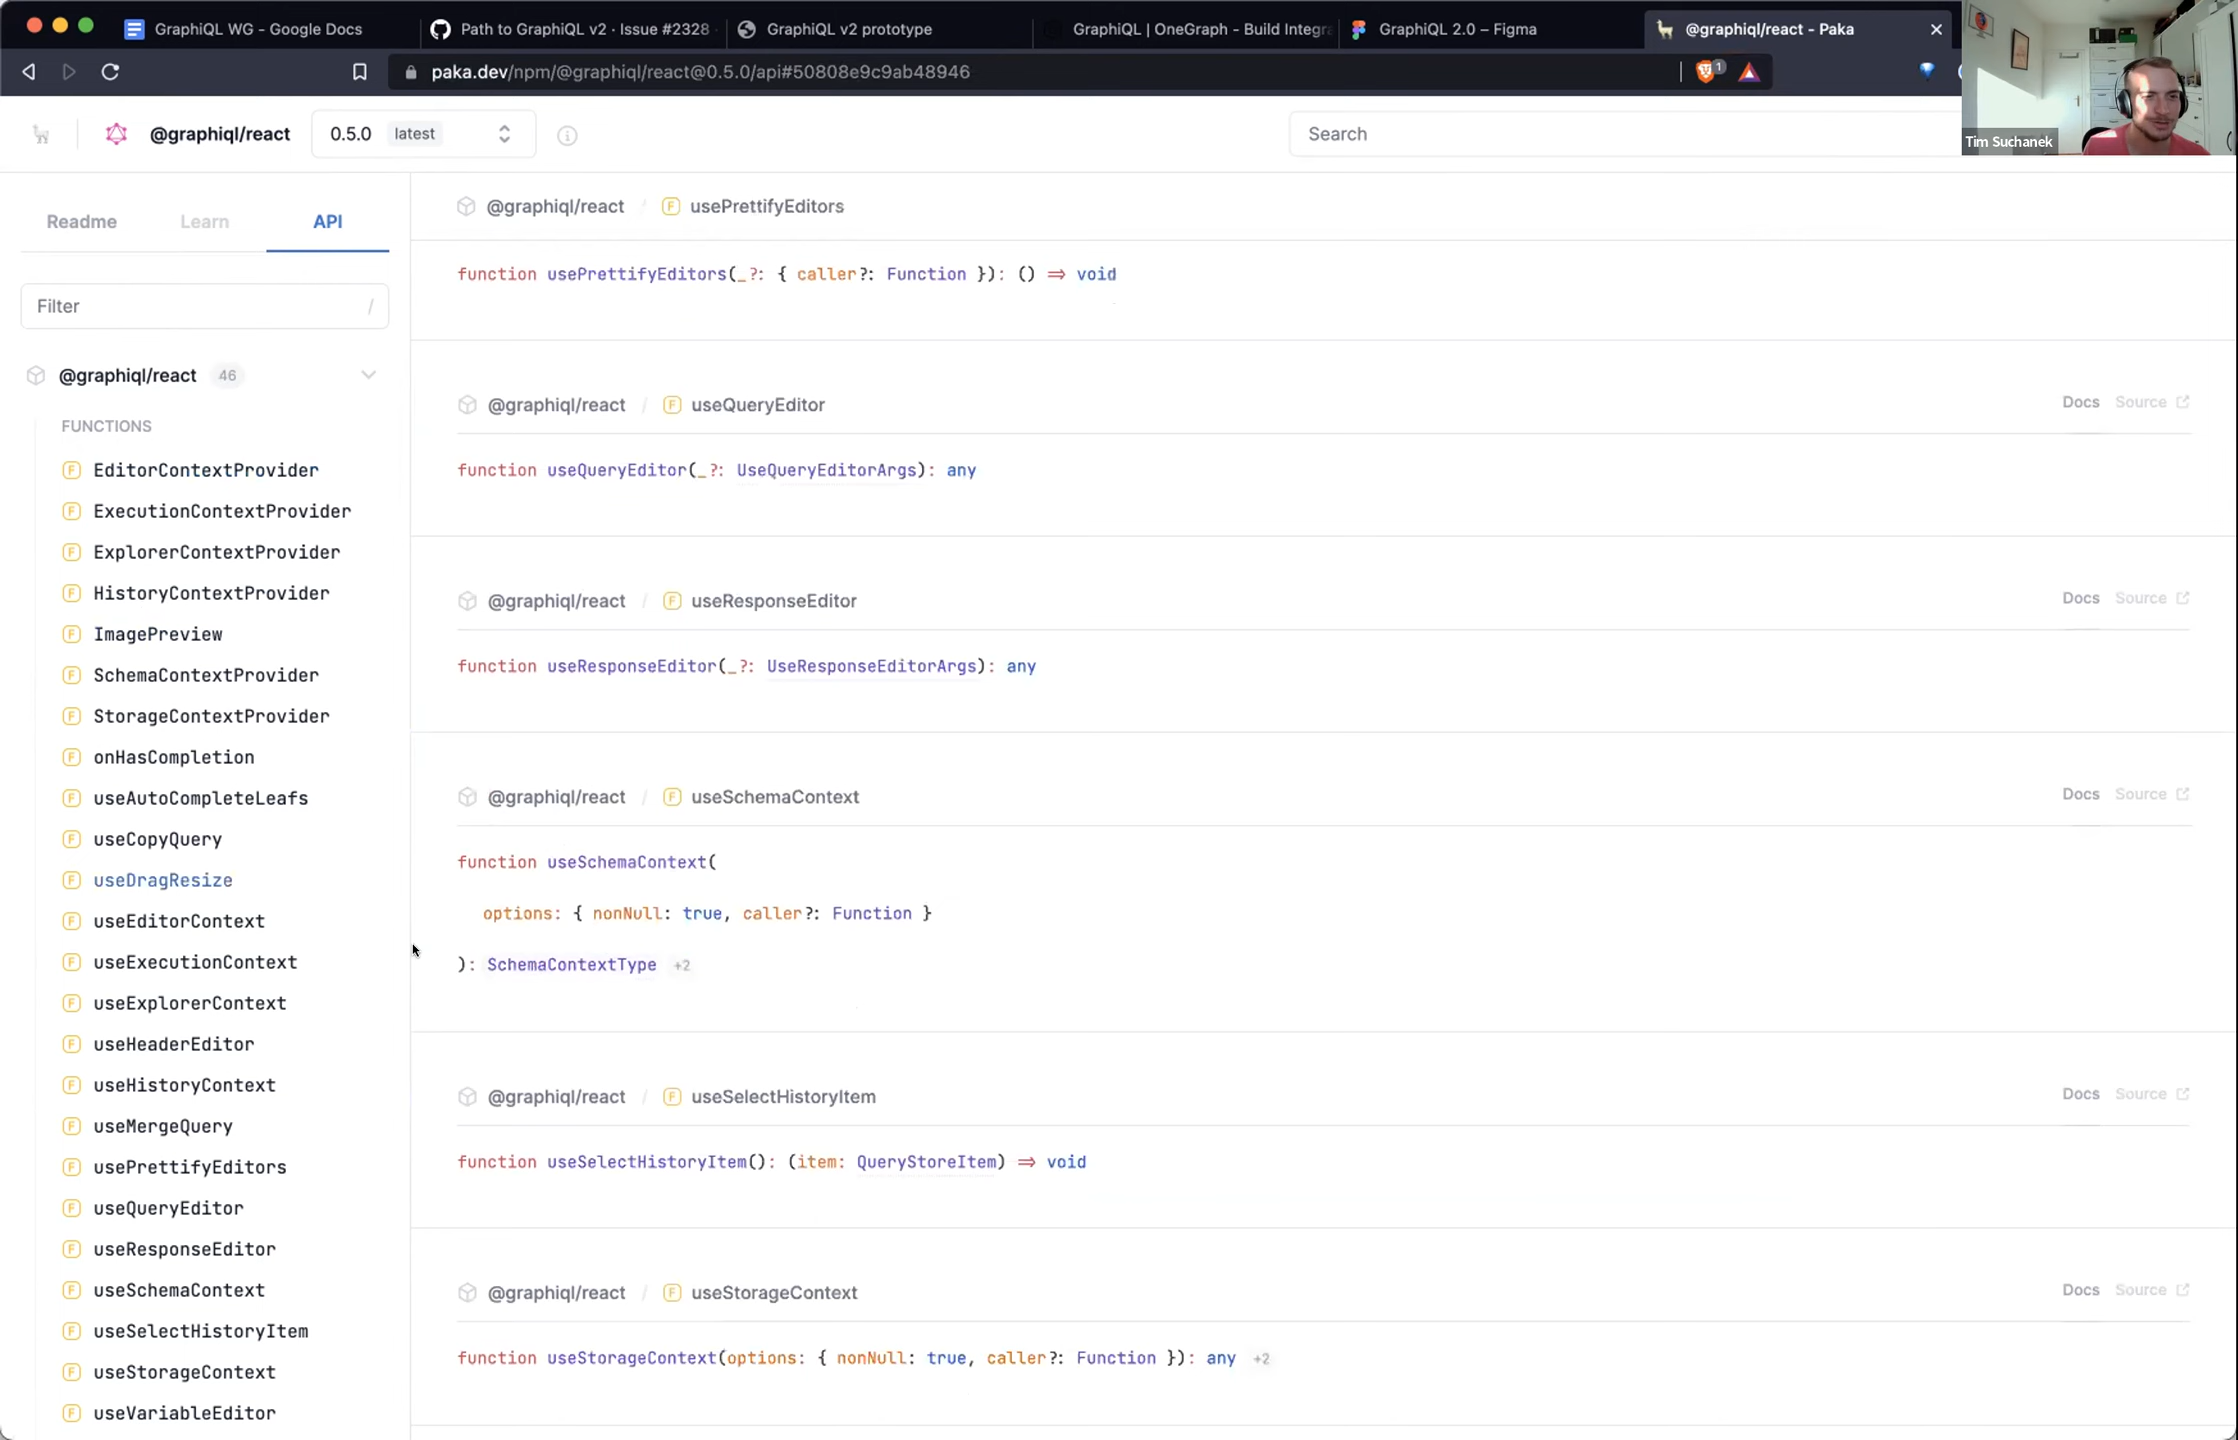 GraphiQL WG - Google Docs
Path to GraphiQL v2 · Issue #2328
GraphiQL v2 prototype
GraphiQL | OneGraph - Build Integr
GraphiQL 2.0 – Figma
@graphiql/react - Paka
paka.dev/npm/@graphiql/react@0.5.0/api#50808e9c9ab48946
1
@graphiql/react
0.5.0 latest
Search
Tim Suchanek
Readme
Learn
API
Filter /
@graphiql/react 46
FUNCTIONS
F EditorContextProvider
F ExecutionContextProvider
F ExplorerContextProvider
F HistoryContextProvider
F ImagePreview
F SchemaContextProvider
F StorageContextProvider
F onHasCompletion
F useAutoCompleteLeafs
F useCopyQuery
F useDragResize
F useEditorContext
F useExecutionContext
F useExplorerContext
F useHeaderEditor
F useHistoryContext
F useMergeQuery
F usePrettifyEditors
F useQueryEditor
F useResponseEditor
F useSchemaContext
F useSelectHistoryItem
F useStorageContext
F useVariableEditor
@graphiql/react / F usePrettifyEditors
function usePrettifyEditors(_?: { caller?: Function }): () => void
@graphiql/react / F useQueryEditor
Docs Source
function useQueryEditor(_?: UseQueryEditorArgs): any
@graphiql/react / F useResponseEditor
Docs Source
function useResponseEditor(_?: UseResponseEditorArgs): any
@graphiql/react / F useSchemaContext
Docs Source
function useSchemaContext(
options: { nonNull: true, caller?: Function }
): SchemaContextType +2
@graphiql/react / F useSelectHistoryItem
Docs Source
function useSelectHistoryItem(): (item: QueryStoreItem) => void
@graphiql/react / F useStorageContext
Docs Source
function useStorageContext(options: { nonNull: true, caller?: Function }): any +2